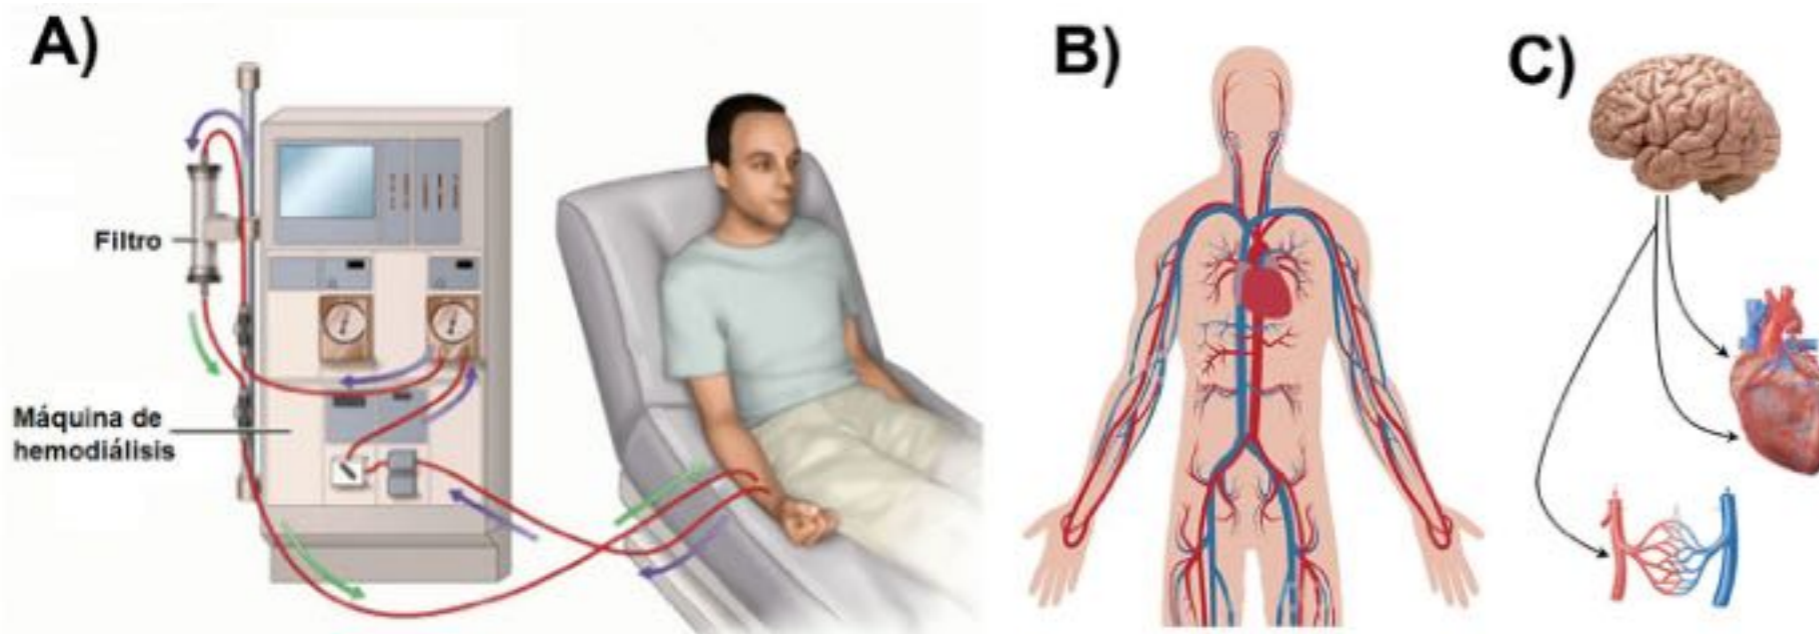 A)
B)
C)
Filtro
Máquina de
hemodiálisis